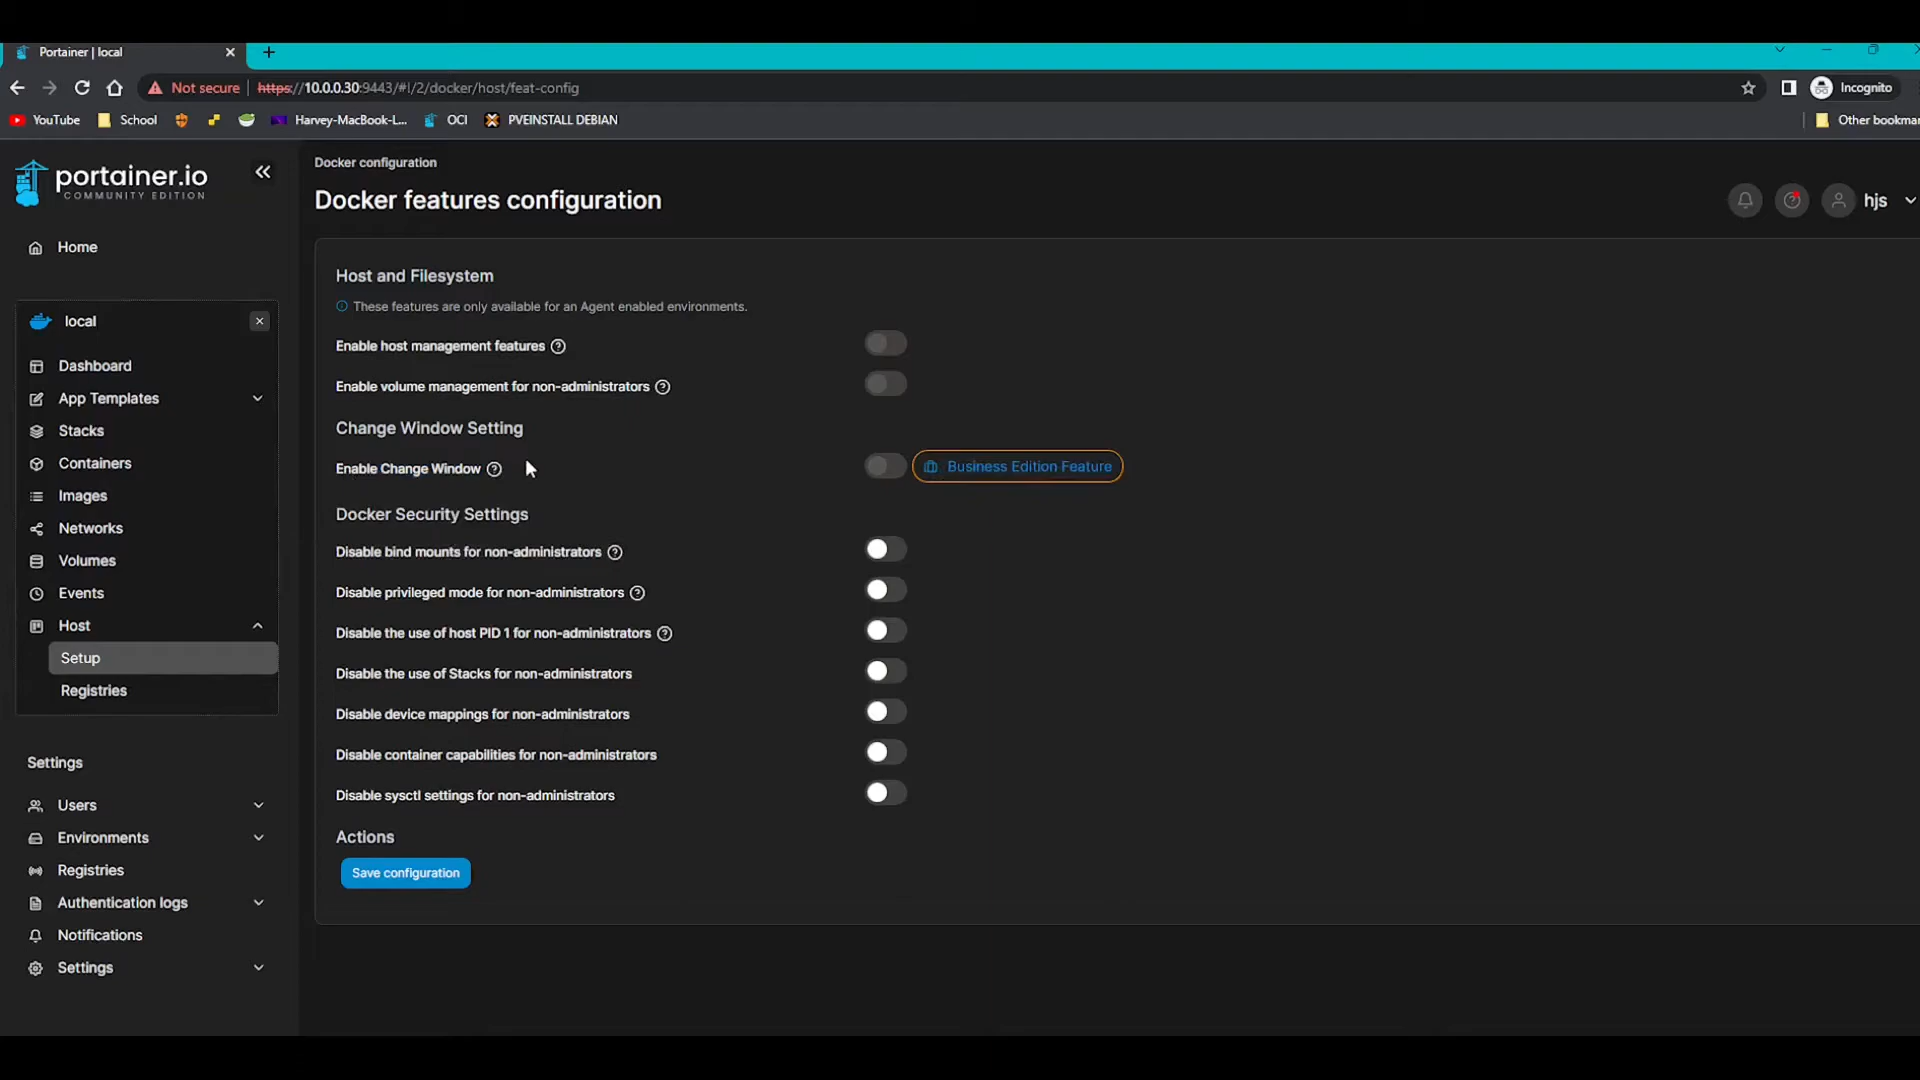 Portainer | local
Not secure
https://10.0.0.30:9443/#!/2/docker/host/feat-config
Incognito
YouTube
School
Harvey-MacBook-L...
OCI
PVEINSTALL DEBIAN
Other bookmar
portainer.io
COMMUNITY EDITION
Home
local
Dashboard
App Templates
Stacks
Containers
Images
Networks
Volumes
Events
Host
Setup
Registries
Settings
Users
Environments
Registries
Authentication logs
Notifications
Settings
Docker configuration
Docker features configuration
hjs
Host and Filesystem
These features are only available for an Agent enabled environments.
Enable host management features
Enable volume management for non-administrators
Change Window Setting
Enable Change Window
Business Edition Feature
Docker Security Settings
Disable bind mounts for non-administrators
Disable privileged mode for non-administrators
Disable the use of host PID 1 for non-administrators
Disable the use of Stacks for non-administrators
Disable device mappings for non-administrators
Disable container capabilities for non-administrators
Disable sysctl settings for non-administrators
Actions
Save configuration